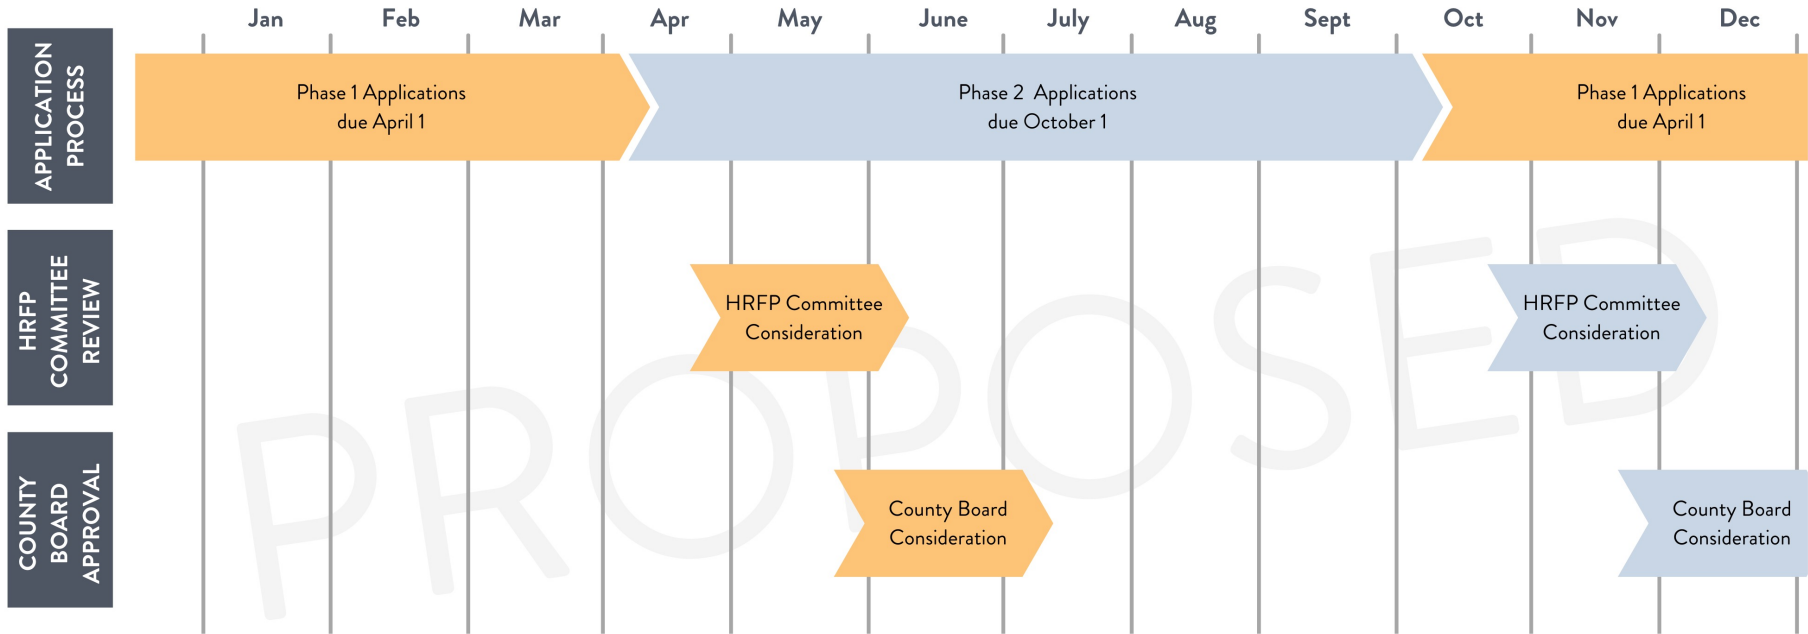 Jan Feb Mar Apr May June July Aug Sept Oct Nov Dec
APPLICATION
PROCESS
Phase 1 Applications
due April 1
Phase 2 Applications
due October 1
Phase 1 Applications
due April 1
HRFP
COMMITTEE
REVIEW
HRFP Committee
Consideration
HRFP Committee
Consideration
COUNTY
BOARD
APPROVAL
County Board
Consideration
County Board
Consideration
PROPOSED